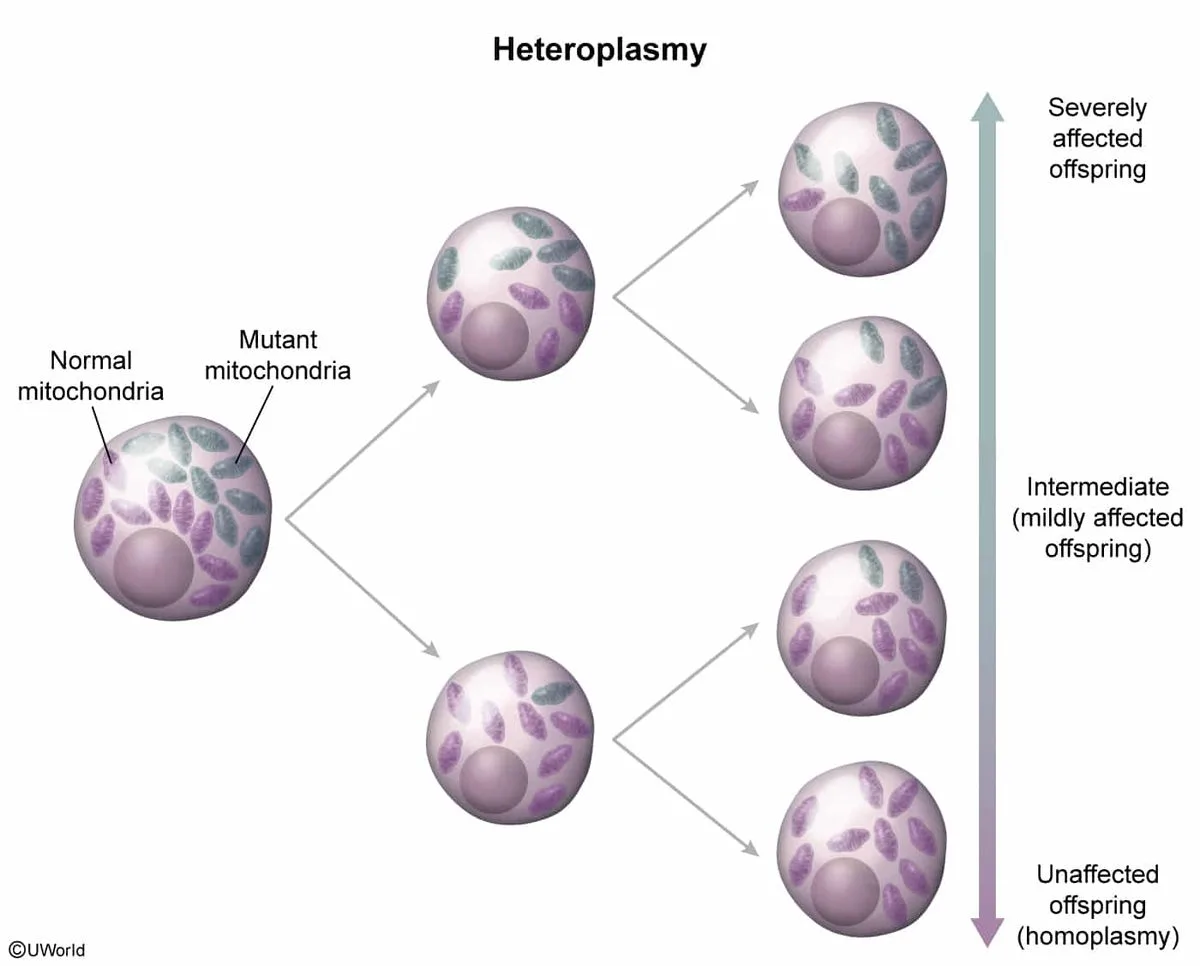 Heteroplasmy
Severely
affected
offspring
Mutant
mitochondria
Normal
mitochondria
Intermediate
(mildly affected
offspring)
Unaffected
offspring
(homoplasmy)
©UWorld